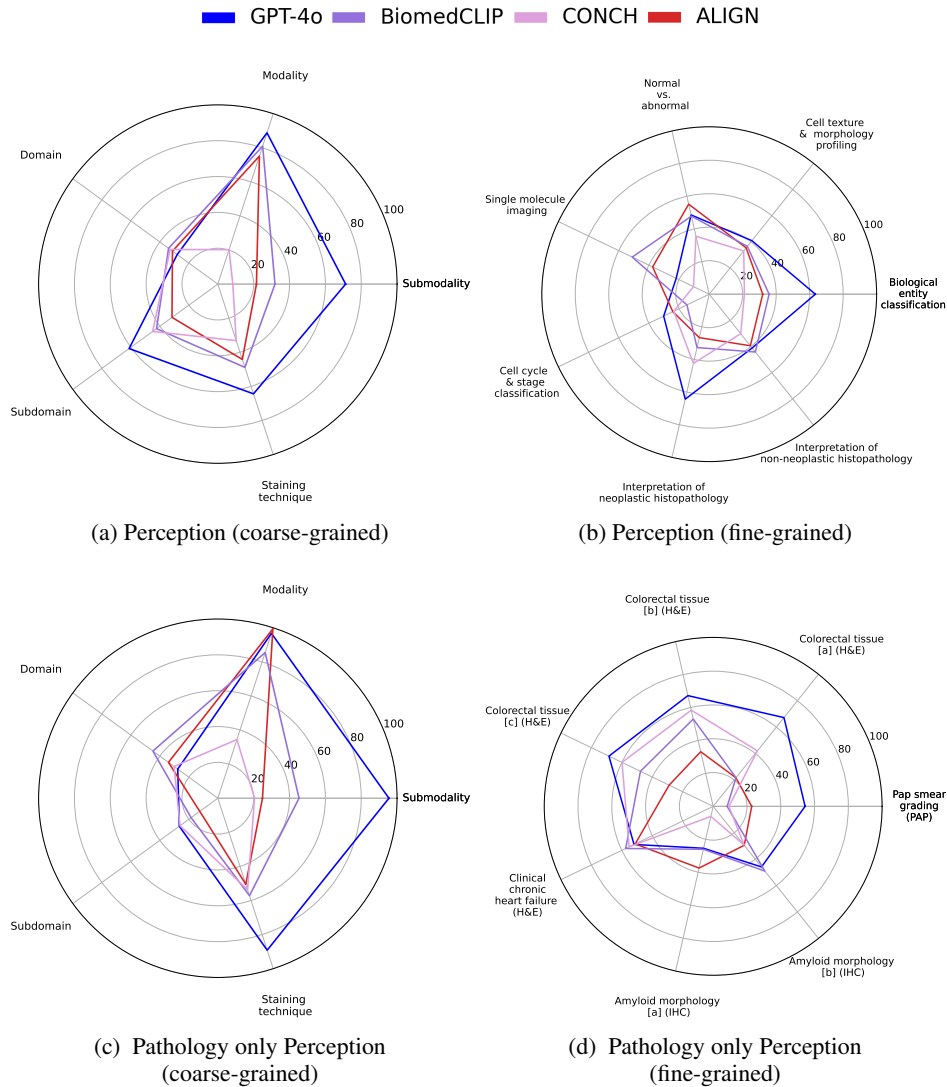 GPT-4o BiomedCLIP CONCH ALIGN
Modality
Domain
100
80
60
40
20
Submodality
Subdomain
Staining
technique
(a) Perception (coarse-grained)
Normal
vs.
abnormal
Cell texture
& morphology
profiling
Single molecule
imaging
100
80
60
40
20
Biological
entity
classification
Cell cycle
& stage
classification
Interpretation of
non-neoplastic histopathology
Interpretation of
neoplastic histopathology
(b) Perception (fine-grained)
Modality
Domain
100
80
60
40
20
Submodality
Subdomain
Staining
technique
(c) Pathology only Perception
(coarse-grained)
Colorectal tissue
[b] (H&E)
Colorectal tissue
[a] (H&E)
Colorectal tissue
[c] (H&E)
100
80
60
40
20
Pap smear
grading
(PAP)
Clinical
chronic
heart failure
(H&E)
Amyloid morphology
[b] (IHC)
Amyloid morphology
[a] (IHC)
(d) Pathology only Perception
(fine-grained)